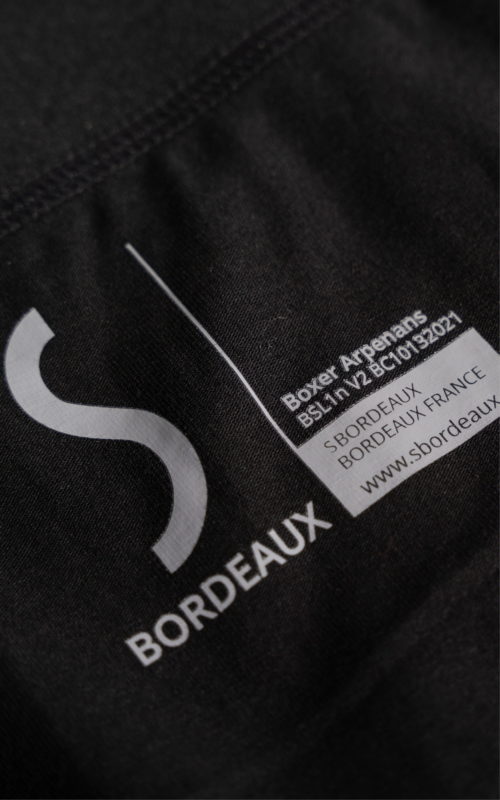 S
BORDEAUX
Boxer Arpenans
BSL1n V2 BC10132021
SBORDEAUX
BORDEAUX FRANCE
www.sbordeaux